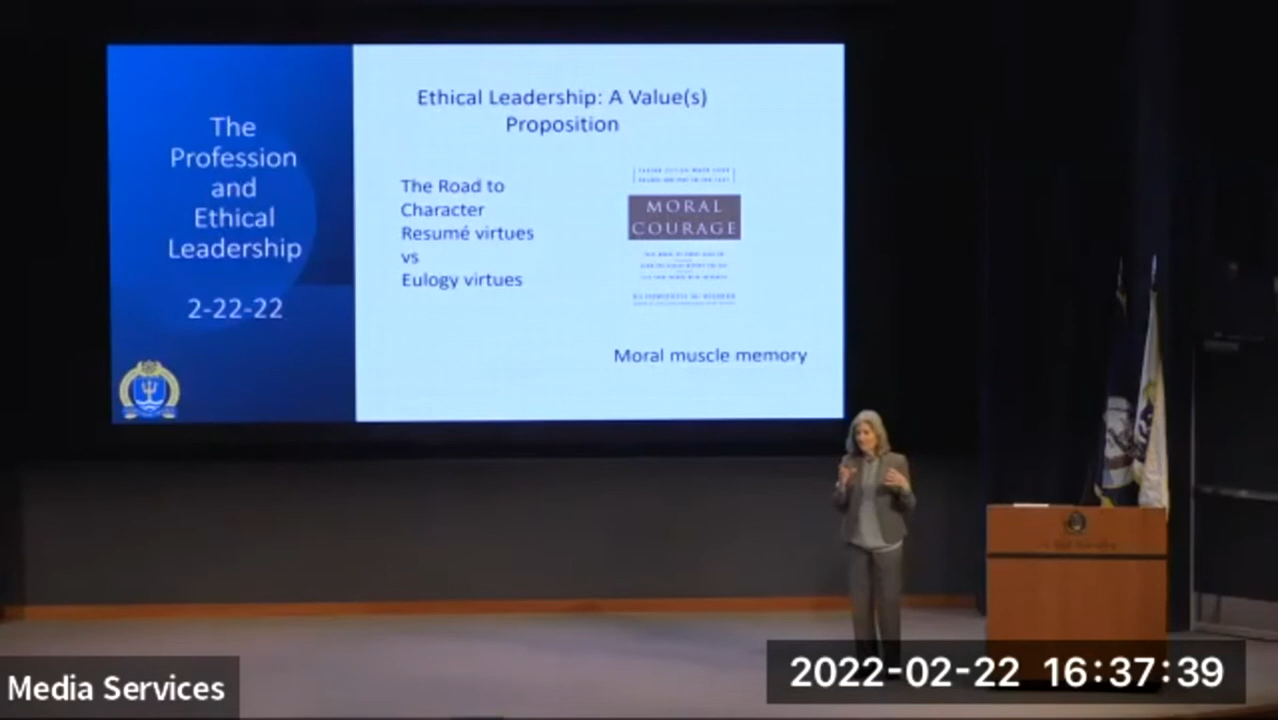 The
Profession
and
Ethical
Leadership
2-22-22
Ethical Leadership: A Value(s)
Proposition
The Road to
Character
Resumé virtues
vs
Eulogy virtues
MORAL
COURAGE
Moral muscle memory
Media Services
2022-02-22 16:37:39